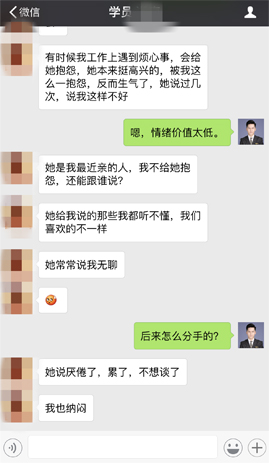 微信
学员
有时候我工作上遇到烦心事，会给
她抱怨，她本来挺高兴的，被我这
么一抱怨，反而生气了，她说过几
次，说我这样不好
嗯，情绪价值太低。
她是我最近亲的人，我不给她抱
怨，还能跟谁说？
她给我说的那些我都听不懂，我们
喜欢的不一样
她常常说我无聊
后来怎么分手的？
她说厌倦了，累了，不想谈了
我也纳闷